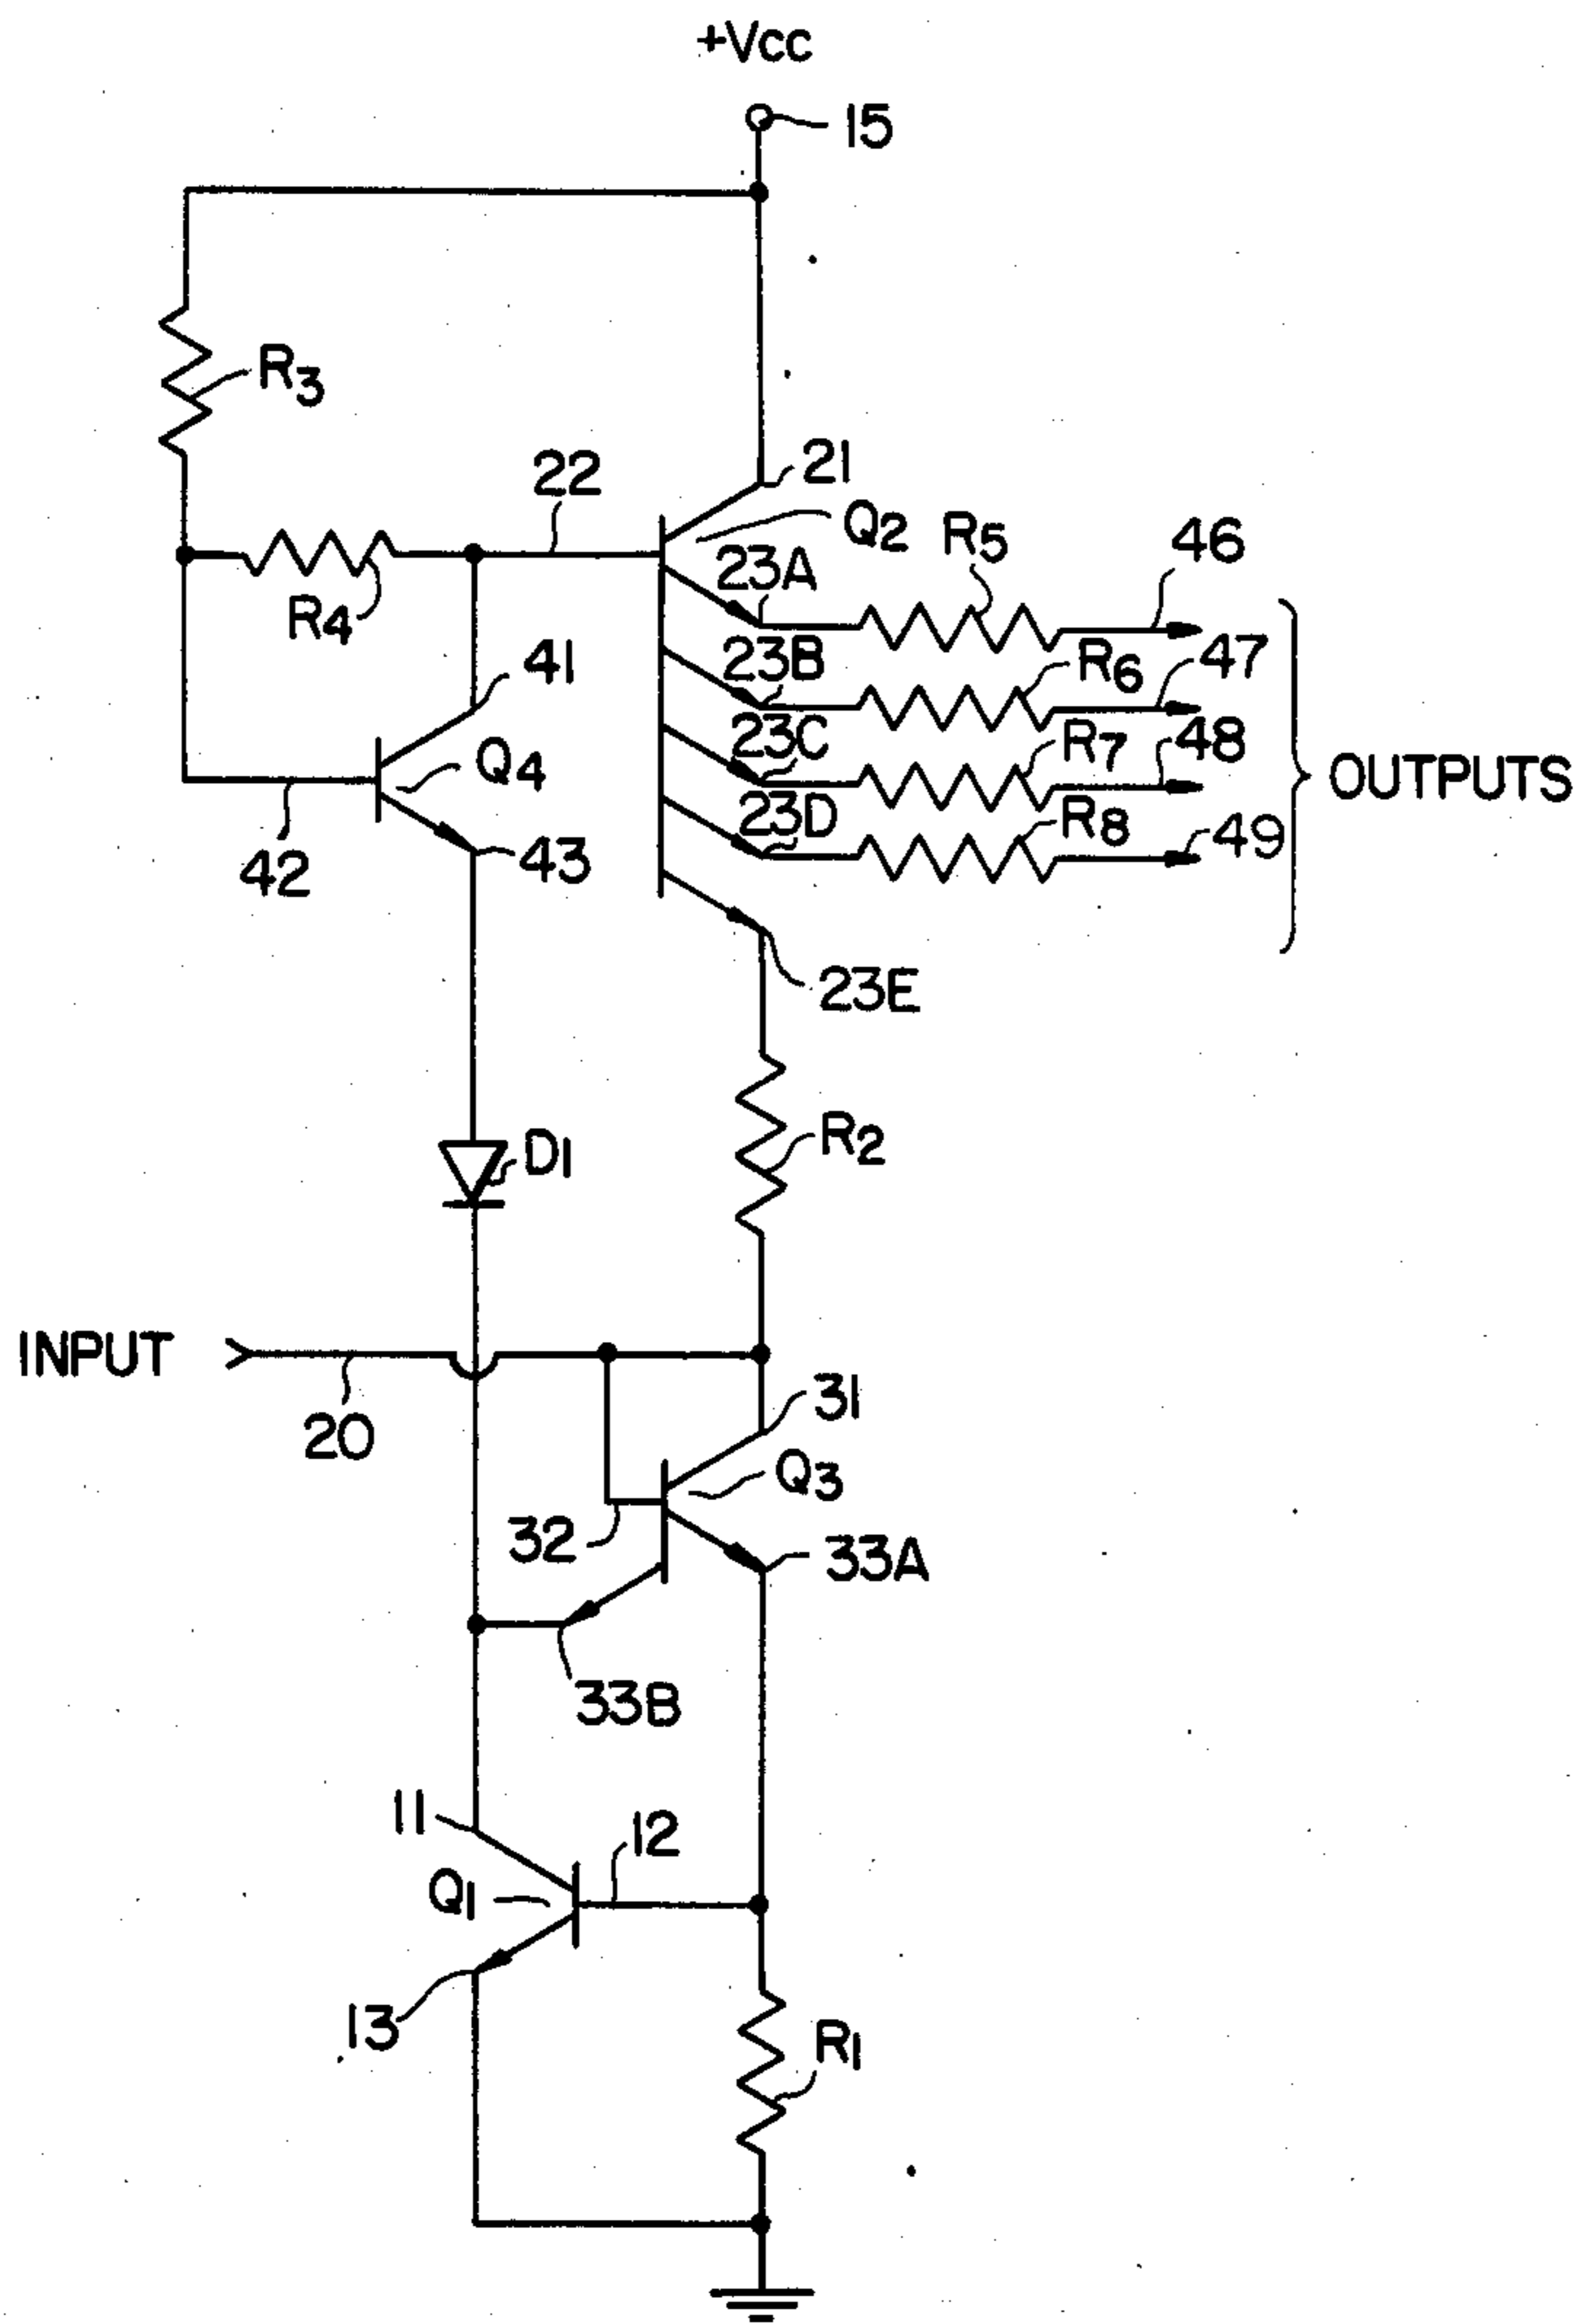 +Vcc
15
R3
21
22
Q2
R5
46
23A
R4
23B
R6
47
41
23C
R7
48
Q4
OUTPUTS
23D
R8
49
42
43
23E
D1
R2
INPUT
20
31
Q3
32
33A
33B
11
12
Q1
13
R1